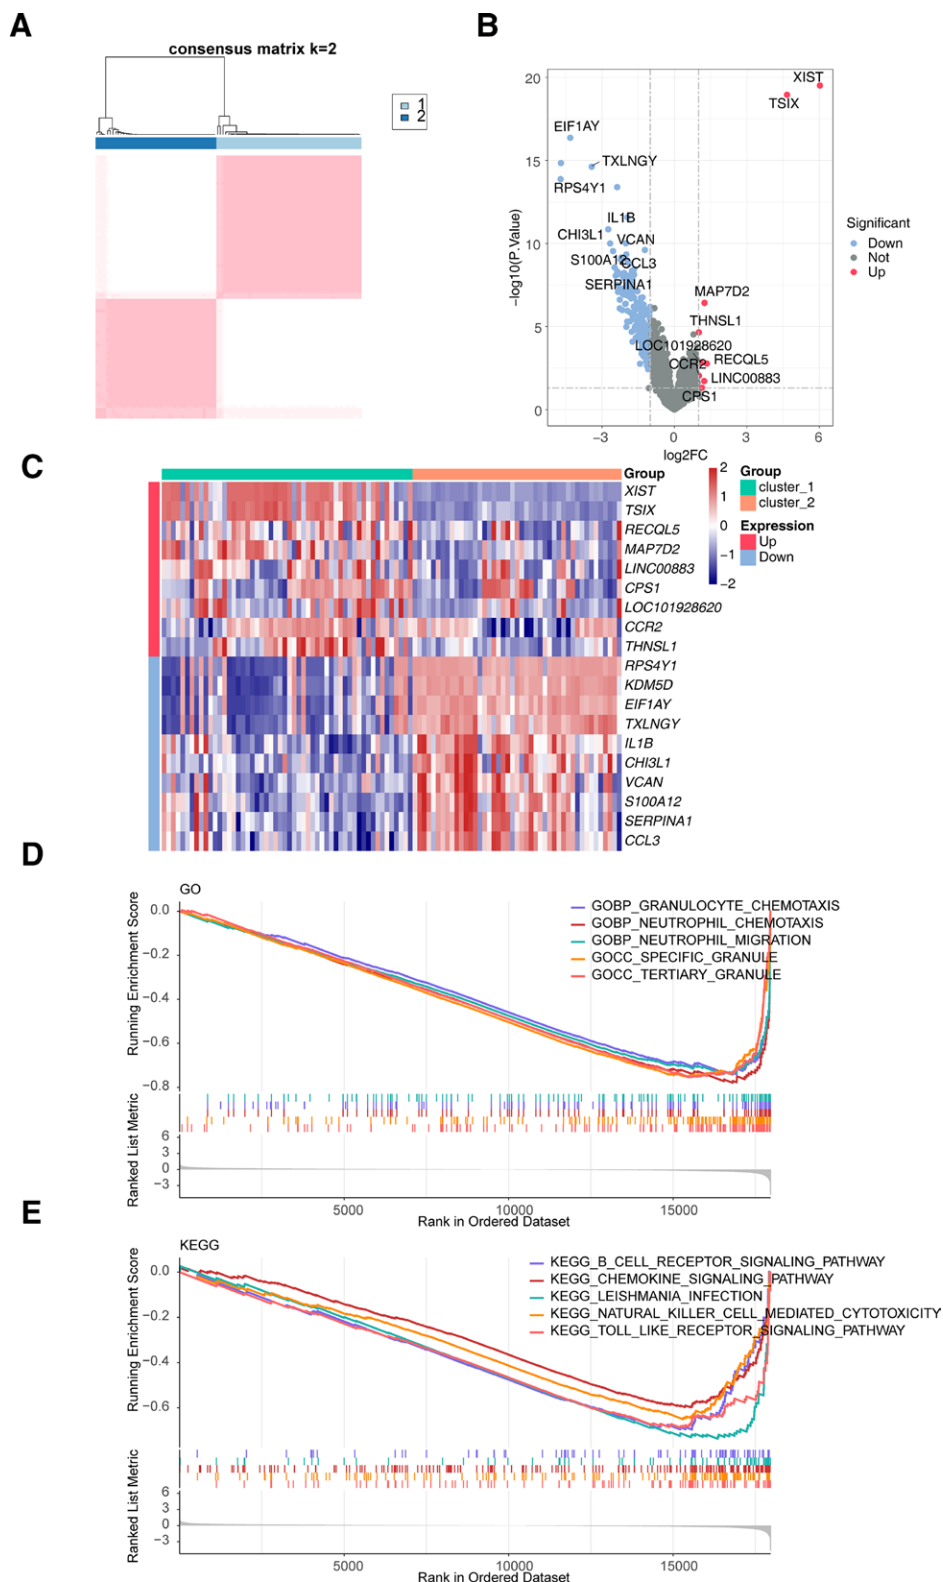 A
consensus matrix k=2
1
2
B
20
15
10
5
0
−log10(P.Value)
XIST
TSIX
EIF1AY
TXLNGY
RPS4Y1
IL1B
CHI3L1
VCAN
S100A12
CCL3
SERPINA1
MAP7D2
THNSL1
LOC101928620
CCR2
RECQL5
LINC00883
CPS1
−3
0
3
6
log2FC
Significant
Down
Not
Up
C
Group
XIST
TSIX
RECQL5
MAP7D2
LINC00883
CPS1
LOC101928620
CCR2
THNSL1
RPS4Y1
KDM5D
EIF1AY
TXLNGY
IL1B
CHI3L1
VCAN
S100A12
SERPINA1
CCL3
2
1
0
−1
−2
Group
cluster_1
cluster_2
Expression
Up
Down
D
GO
Running Enrichment Score
0.0
−0.2
−0.4
−0.6
−0.8
GOBP_GRANULOCYTE_CHEMOTAXIS
GOBP_NEUTROPHIL_CHEMOTAXIS
GOBP_NEUTROPHIL_MIGRATION
GOCC_SPECIFIC_GRANULE
GOCC_TERTIARY_GRANULE
Ranked List Metric
6
3
0
−3
5000
10000
15000
Rank in Ordered Dataset
E
KEGG
Running Enrichment Score
0.0
−0.2
−0.4
−0.6
KEGG_B_CELL_RECEPTOR_SIGNALING_PATHWAY
KEGG_CHEMOKINE_SIGNALING_PATHWAY
KEGG_LEISHMANIA_INFECTION
KEGG_NATURAL_KILLER_CELL_MEDIATED_CYTOTOXICITY
KEGG_TOLL_LIKE_RECEPTOR_SIGNALING_PATHWAY
Ranked List Metric
6
3
0
−3
5000
10000
15000
Rank in Ordered Dataset